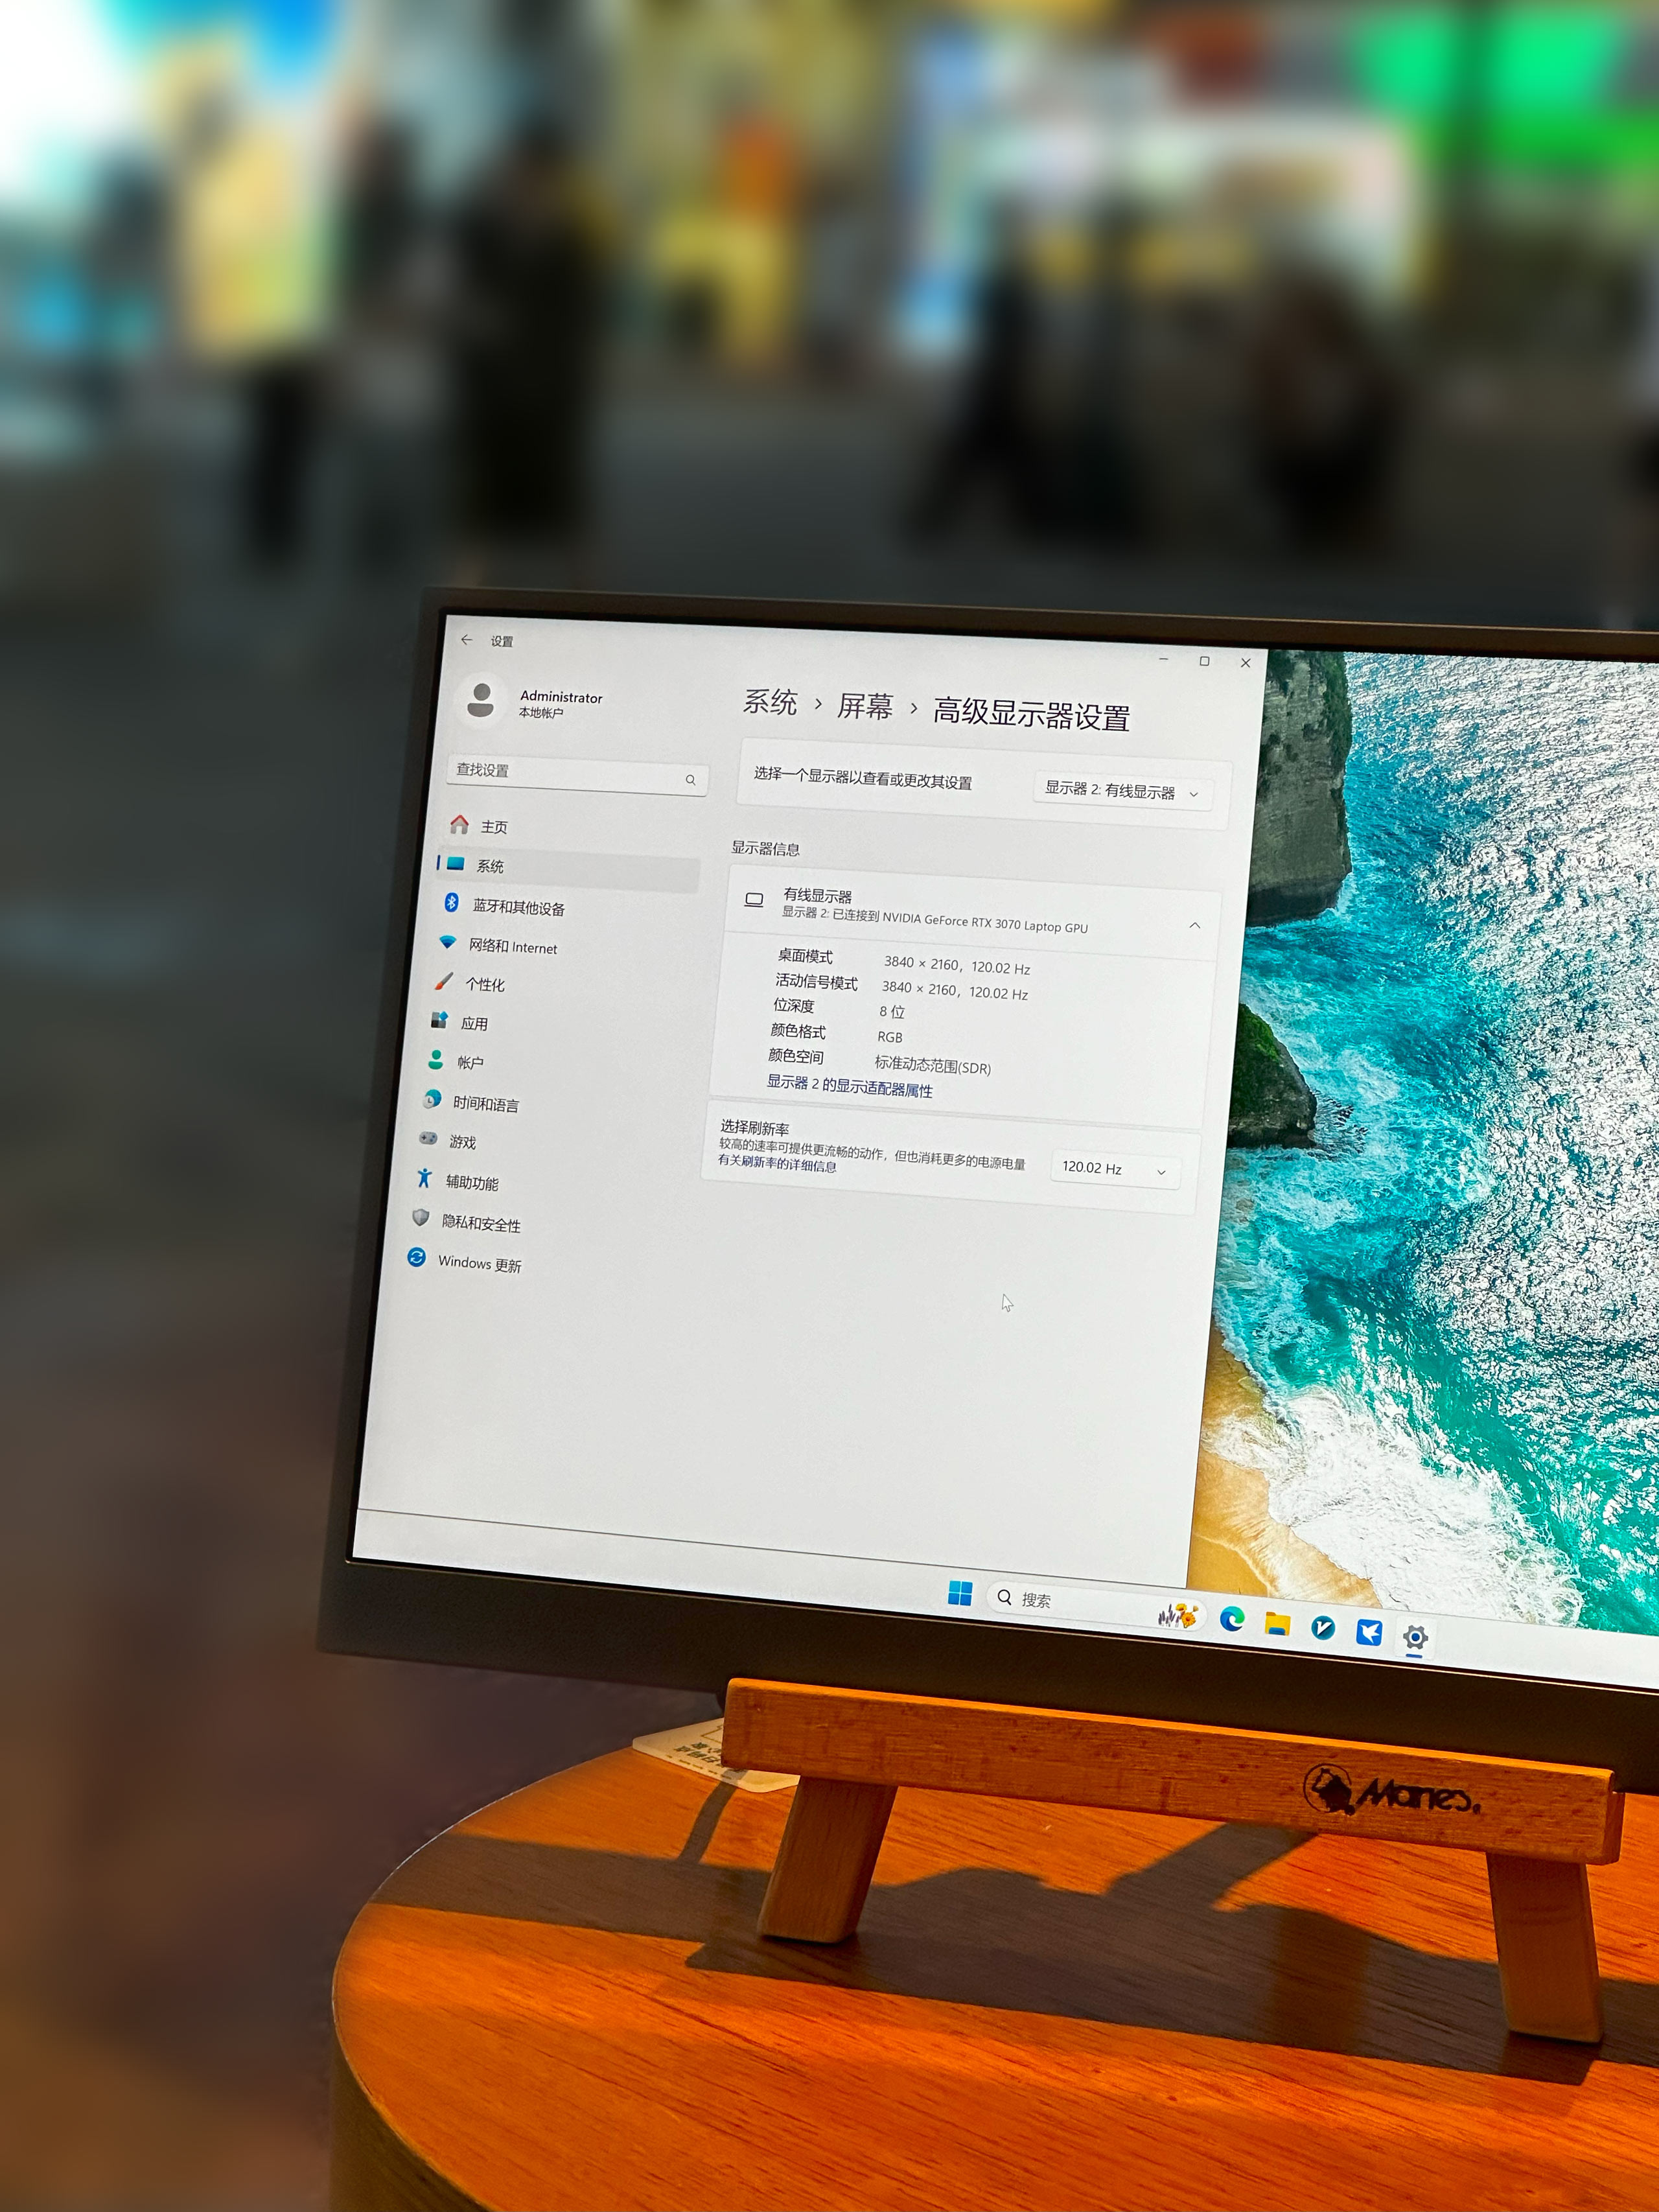 设置
Administrator
本地帐户
查找设置
主页
系统
蓝牙和其他设备
网络和 Internet
个性化
应用
帐户
时间和语言
游戏
辅助功能
隐私和安全性
Windows 更新
系统 › 屏幕 › 高级显示器设置
选择一个显示器以查看或更改其设置
显示器 2: 有线显示器
显示器信息
有线显示器
显示器 2: 已连接到 NVIDIA GeForce RTX 3070 Laptop GPU
桌面模式 3840 × 2160，120.02 Hz
活动信号模式 3840 × 2160，120.02 Hz
位深度 8 位
颜色格式 RGB
颜色空间 标准动态范围(SDR)
显示器 2 的显示适配器属性
选择刷新率
较高的速率可提供更流畅的动作，但也消耗更多的电源电量
有关刷新率的详细信息
120.02 Hz
搜索
Maries.